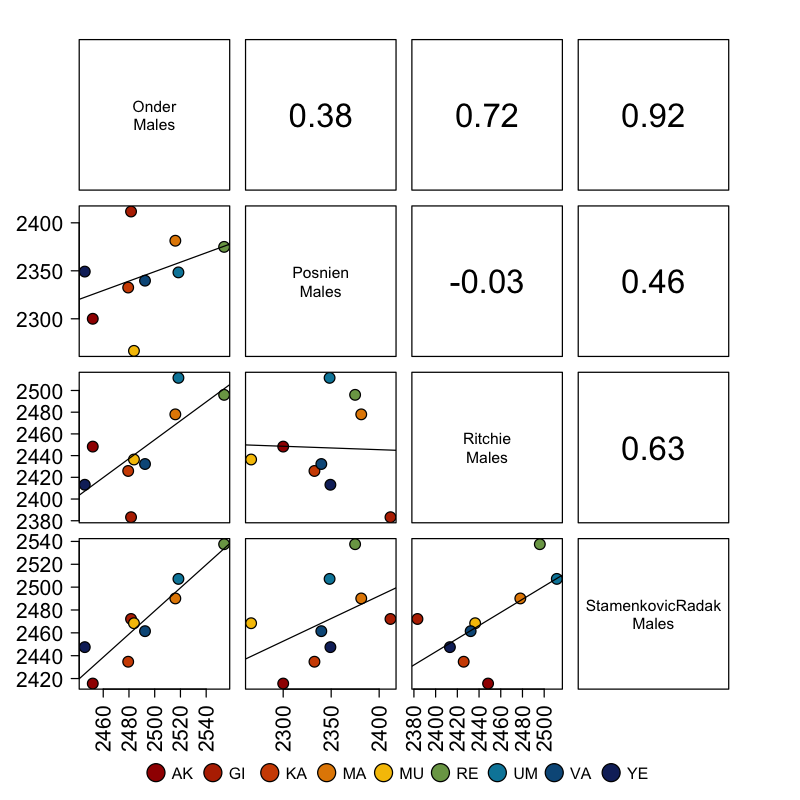 Onder
Males
0.38
0.72
0.92
2400
2350
2300
Posnien
Males
-0.03
0.46
2500
2480
2460
2440
2420
2400
2380
Ritchie
Males
0.63
2540
2520
2500
2480
2460
2440
2420
StamenkovicRadak
Males
2460 2480 2500 2520 2540
2300 2350 2400
2380 2400 2420 2440 2460 2480 2500
AK GI KA MA MU RE UM VA YE